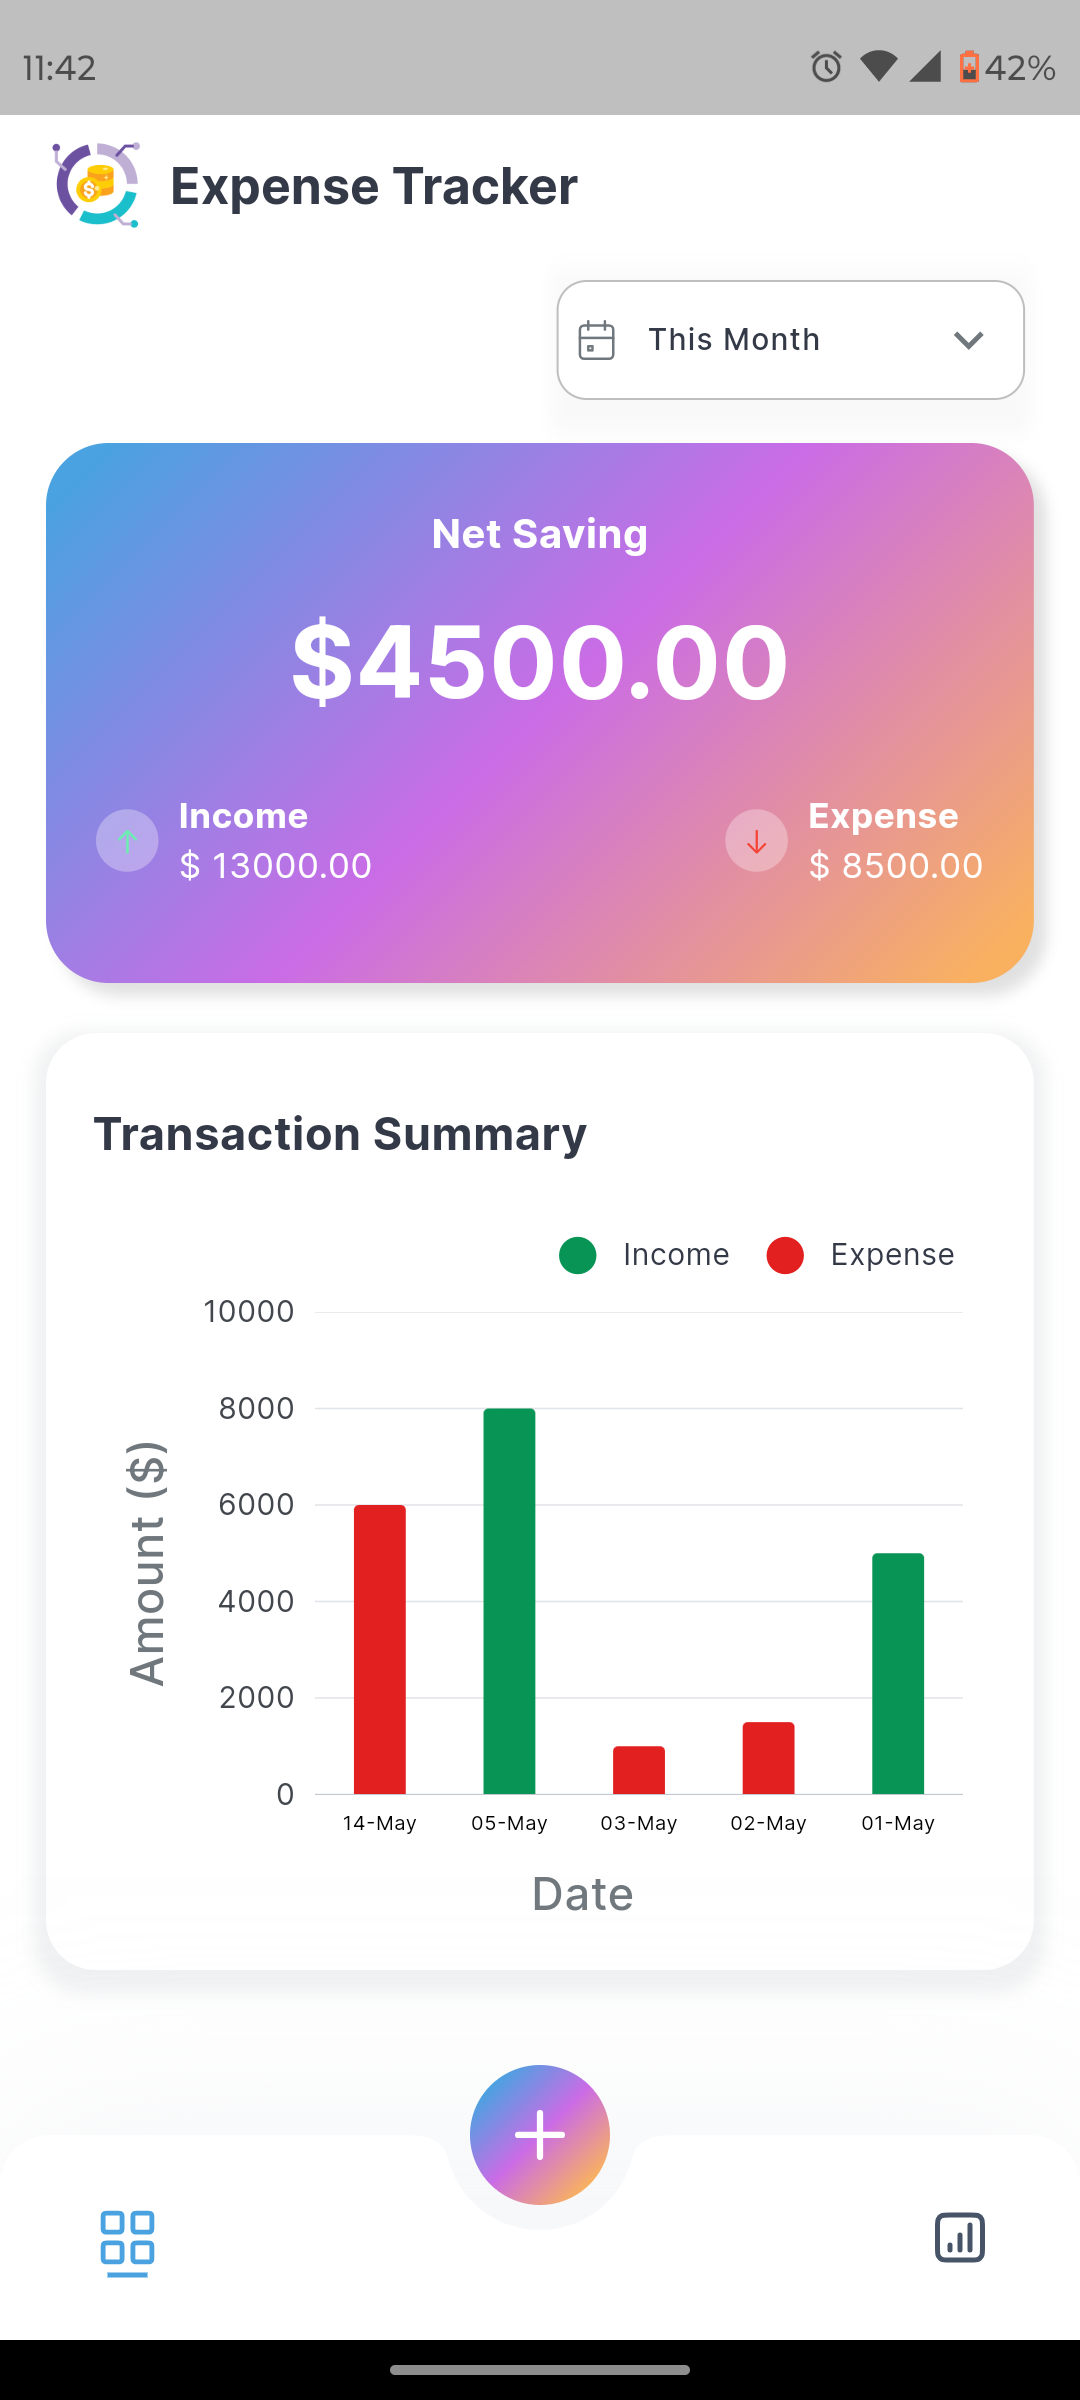 11:42 42%
Expense Tracker
This Month
Net Saving
$4500.00
Income Expense
$ 13000.00 $ 8500.00
Transaction Summary
Income Expense
10000
8000
6000
4000
2000
0
Amount ($)
14-May 05-May 03-May 02-May 01-May
Date